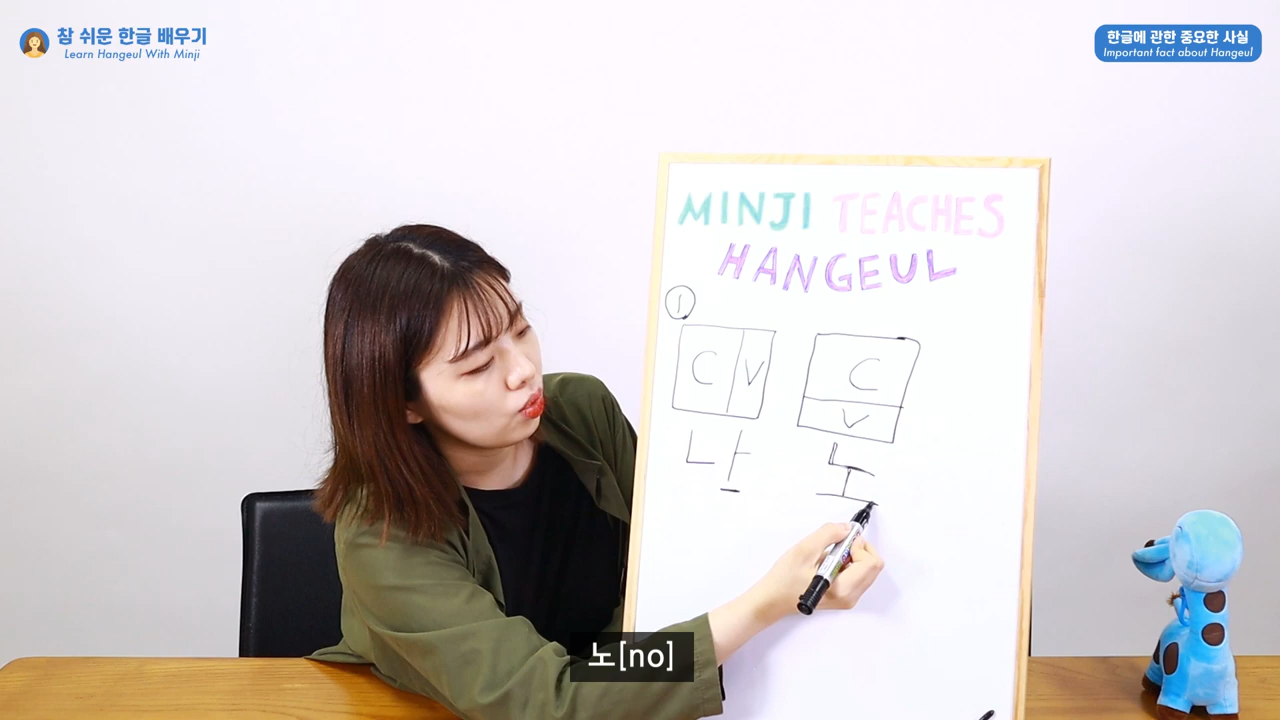 참 쉬운 한글 배우기
Learn Hangeul With Minji
한글에 관한 중요한 사실
Important fact about Hangeul
MINJI TEACHES
HANGEUL
①
C V
C
V
나
노
노[no]